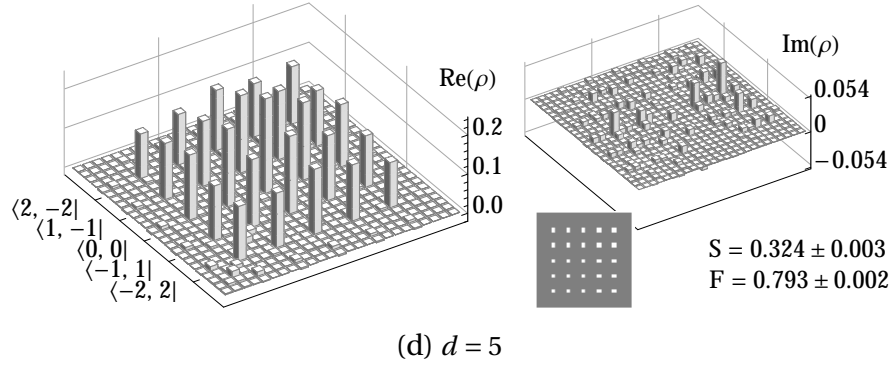 Re(ρ)
0.2
0.1
0.0
⟨2, −2|
⟨1, −1|
⟨0, 0|
⟨−1, 1|
⟨−2, 2|
Im(ρ)
0.054
0
−0.054
S = 0.324 ± 0.003
F = 0.793 ± 0.002
(d) d = 5